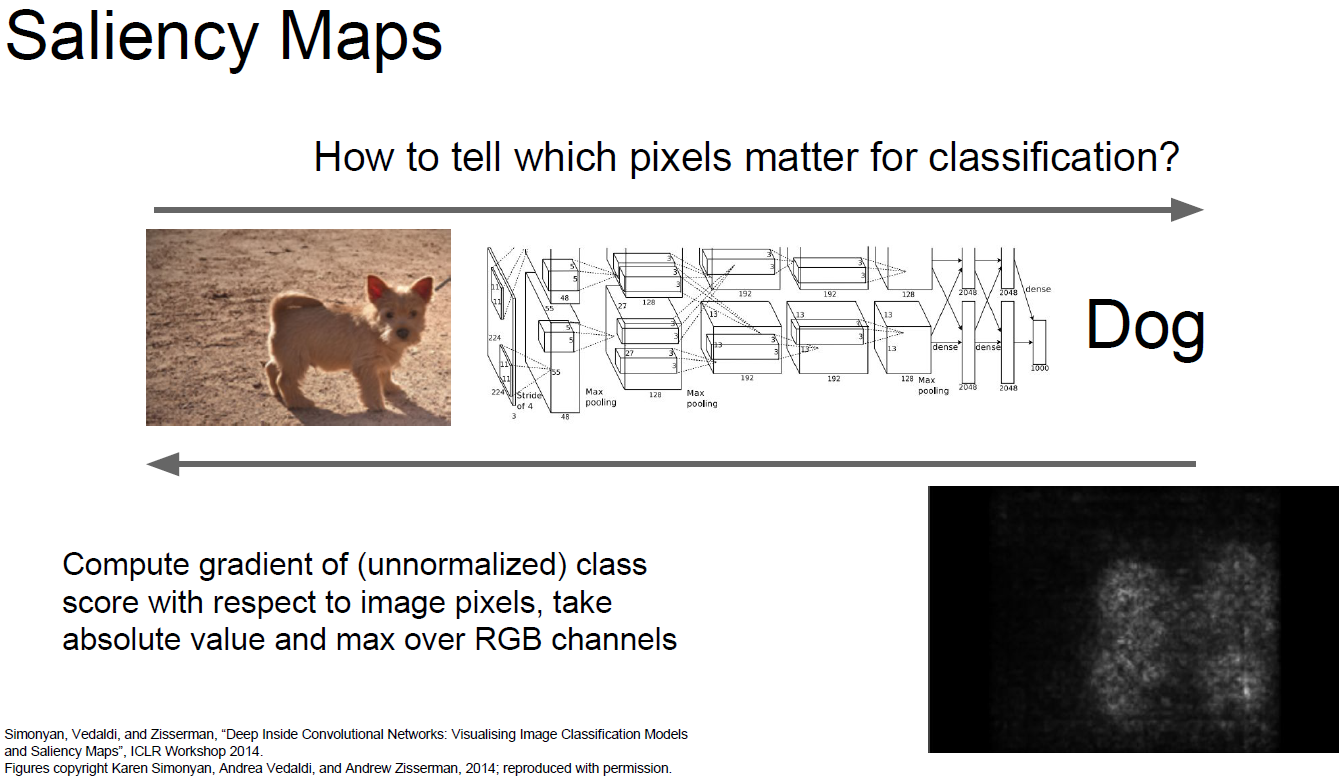 Saliency Maps
How to tell which pixels matter for classification?
11
11
224
5
5
48
55
3
3
3
128
3
3
192
192
128
2048
2048
dense
11
11
224
Stride
of 4
3
5
5
55
48
Max
pooling
27
27
3
3
3
128
Max
pooling
13
13
3
3
192
13
13
3
3
192
13
13
128
Max
pooling
dense
dense
2048
2048
1000
Dog
Compute gradient of (unnormalized) class
score with respect to image pixels, take
absolute value and max over RGB channels
Simonyan, Vedaldi, and Zisserman, “Deep Inside Convolutional Networks: Visualising Image Classification Models
and Saliency Maps”, ICLR Workshop 2014.
Figures copyright Karen Simonyan, Andrea Vedaldi, and Andrew Zisserman, 2014; reproduced with permission.